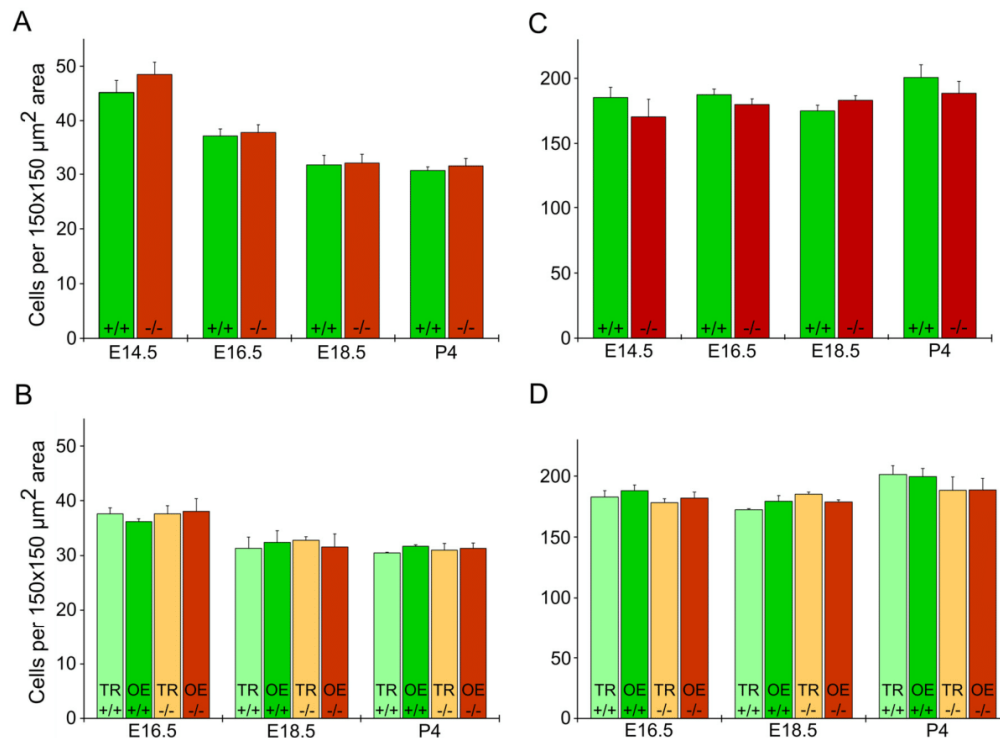 A
Cells per 150x150 µm² area
50
40
30
20
10
0
+/+ -/- +/+ -/- +/+ -/- +/+ -/-
E14.5 E16.5 E18.5 P4
C
200
150
100
50
0
+/+ -/- +/+ -/- +/+ -/- +/+ -/-
E14.5 E16.5 E18.5 P4
B
Cells per 150x150 µm² area
50
40
30
20
10
0
TR OE TR OE TR OE TR OE TR OE TR OE
+/+ +/+ -/- -/- +/+ +/+ -/- -/- +/+ +/+ -/- -/-
E16.5 E18.5 P4
D
200
150
100
50
0
TR OE TR OE TR OE TR OE TR OE TR OE
+/+ +/+ -/- -/- +/+ +/+ -/- -/- +/+ +/+ -/- -/-
E16.5 E18.5 P4